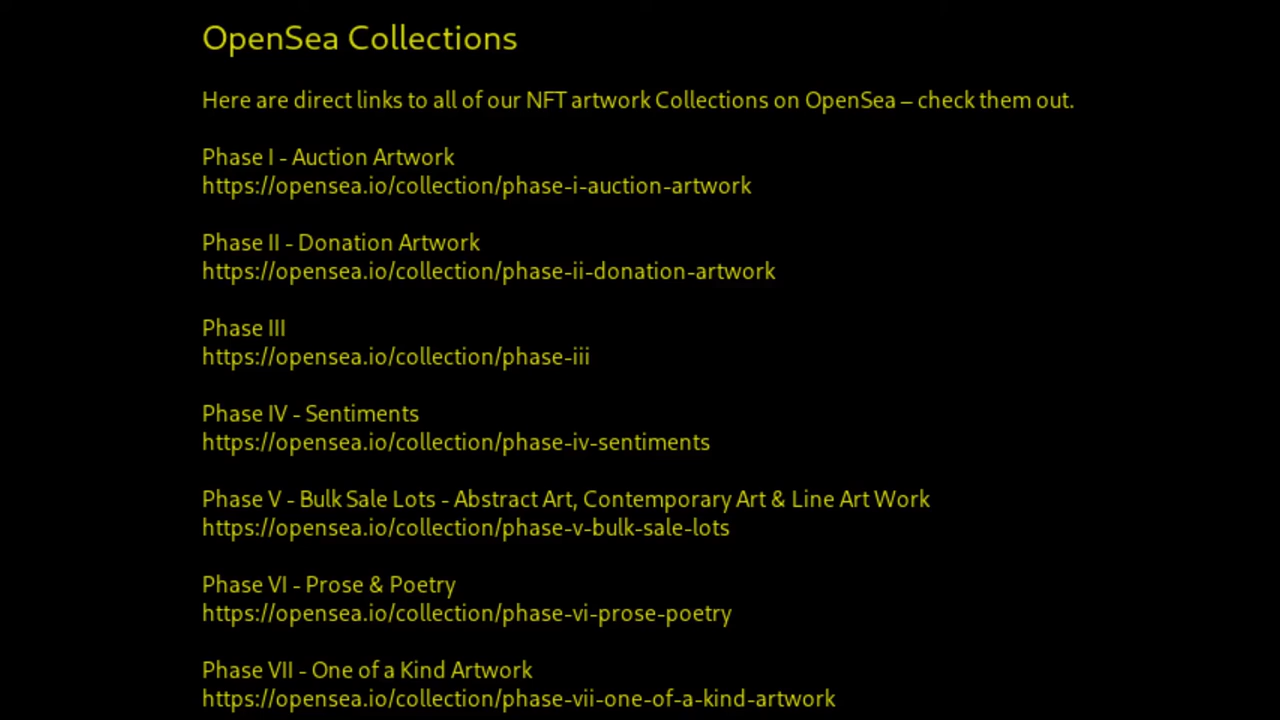 OpenSea Collections
Here are direct links to all of our NFT artwork Collections on OpenSea – check them out.
Phase I - Auction Artwork
https://opensea.io/collection/phase-i-auction-artwork
Phase II - Donation Artwork
https://opensea.io/collection/phase-ii-donation-artwork
Phase III
https://opensea.io/collection/phase-iii
Phase IV - Sentiments
https://opensea.io/collection/phase-iv-sentiments
Phase V - Bulk Sale Lots - Abstract Art, Contemporary Art & Line Art Work
https://opensea.io/collection/phase-v-bulk-sale-lots
Phase VI - Prose & Poetry
https://opensea.io/collection/phase-vi-prose-poetry
Phase VII - One of a Kind Artwork
https://opensea.io/collection/phase-vii-one-of-a-kind-artwork